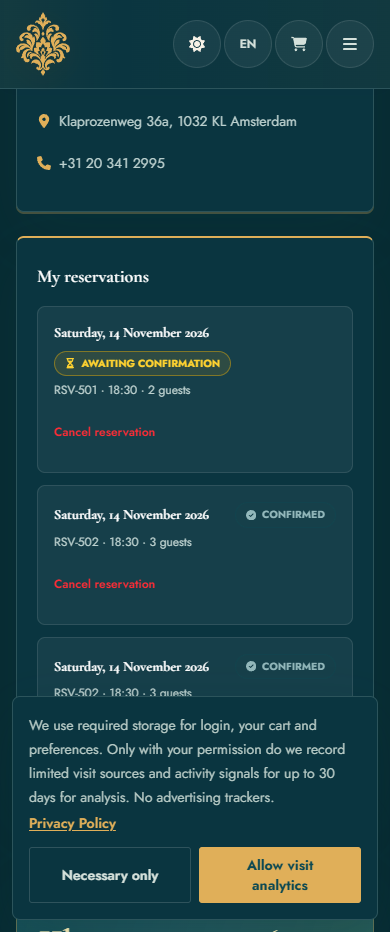 EN
Klaprozenweg 36a, 1032 KL Amsterdam
+31 20 341 2995
My reservations
Saturday, 14 November 2026
AWAITING CONFIRMATION
RSV-501 · 18:30 · 2 guests
Cancel reservation
Saturday, 14 November 2026 CONFIRMED
RSV-502 · 18:30 · 3 guests
Cancel reservation
Saturday, 14 November 2026 CONFIRMED
RSV-502 · 18:30 · 3 guests
We use required storage for login, your cart and
preferences. Only with your permission do we record
limited visit sources and activity signals for up to 30
days for analysis. No advertising trackers.
Privacy Policy
Necessary only
Allow visit
analytics